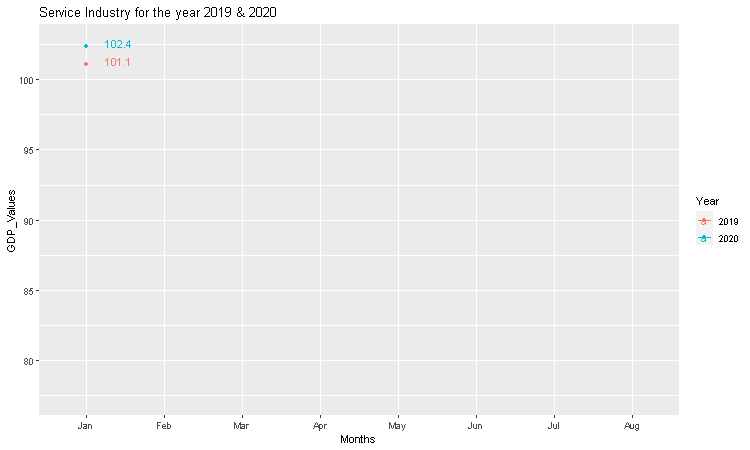 Service Industry for the year 2019 & 2020
102.4
101.1
100
95
90
85
80
GDP_Values
Jan Feb Mar Apr May Jun Jul Aug
Months
Year
a 2019
a 2020